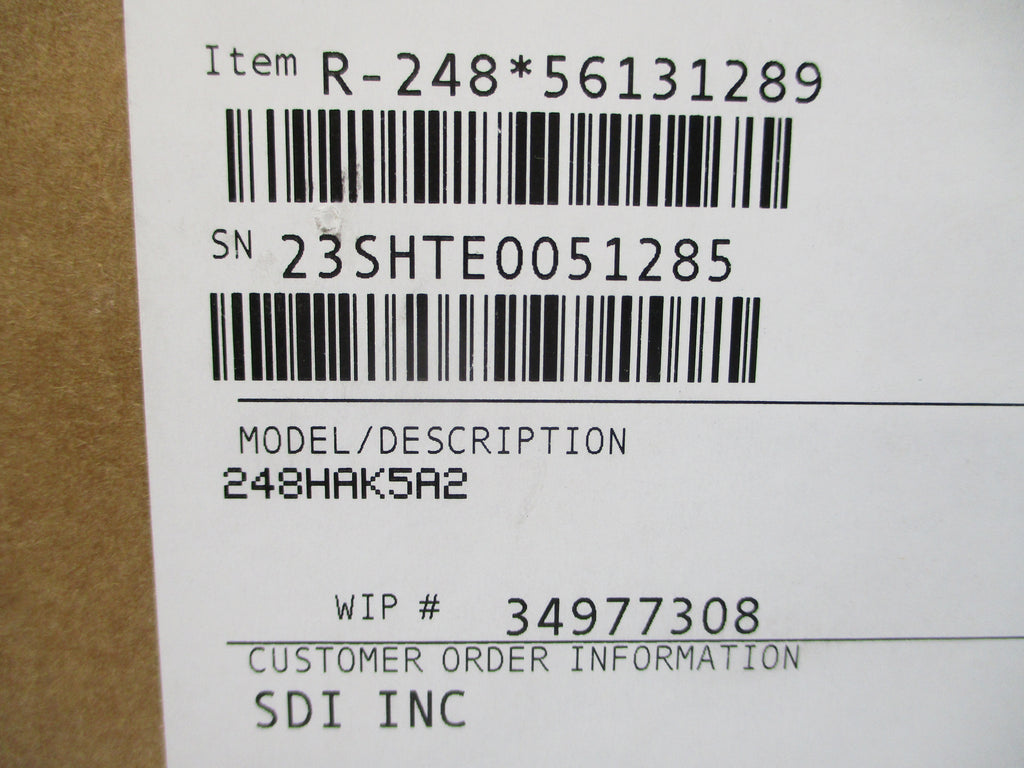 Item R-248*56131289
SN 23SHTE0051285
MODEL/DESCRIPTION
248HAK5A2
WIP # 34977308
CUSTOMER ORDER INFORMATION
SDI INC